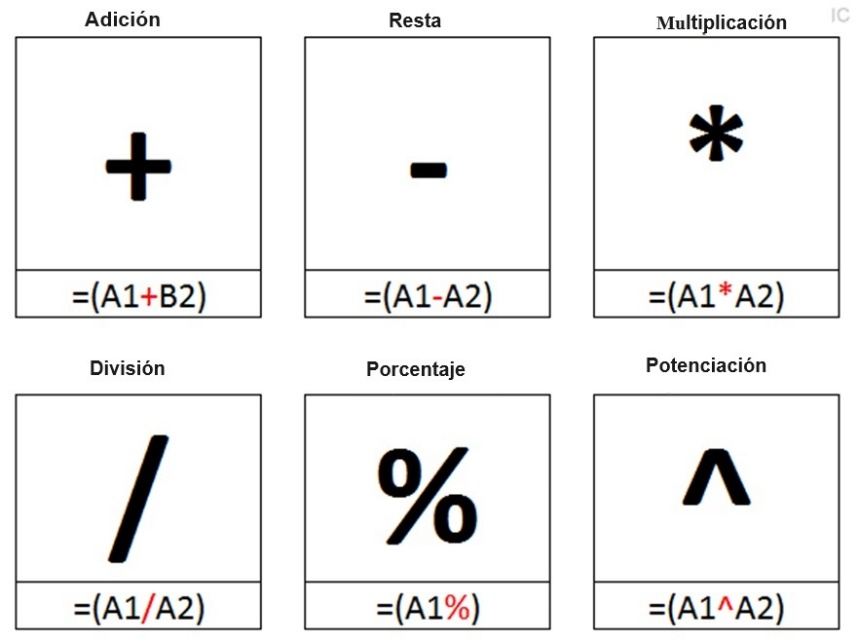 Adición
Resta
Multiplicación
IC
+
-
*
=(A1+B2)
=(A1-A2)
=(A1*A2)
División
Porcentaje
Potenciación
/
%
^
=(A1/A2)
=(A1%)
=(A1^A2)